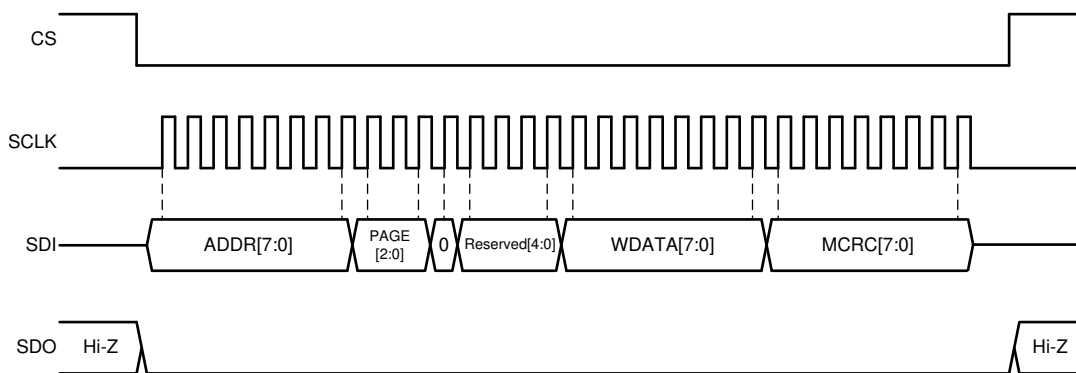 CS
SCLK
SDI
ADDR[7:0]
PAGE
[2:0]
0
Reserved[4:0]
WDATA[7:0]
MCRC[7:0]
SDO
Hi-Z
Hi-Z